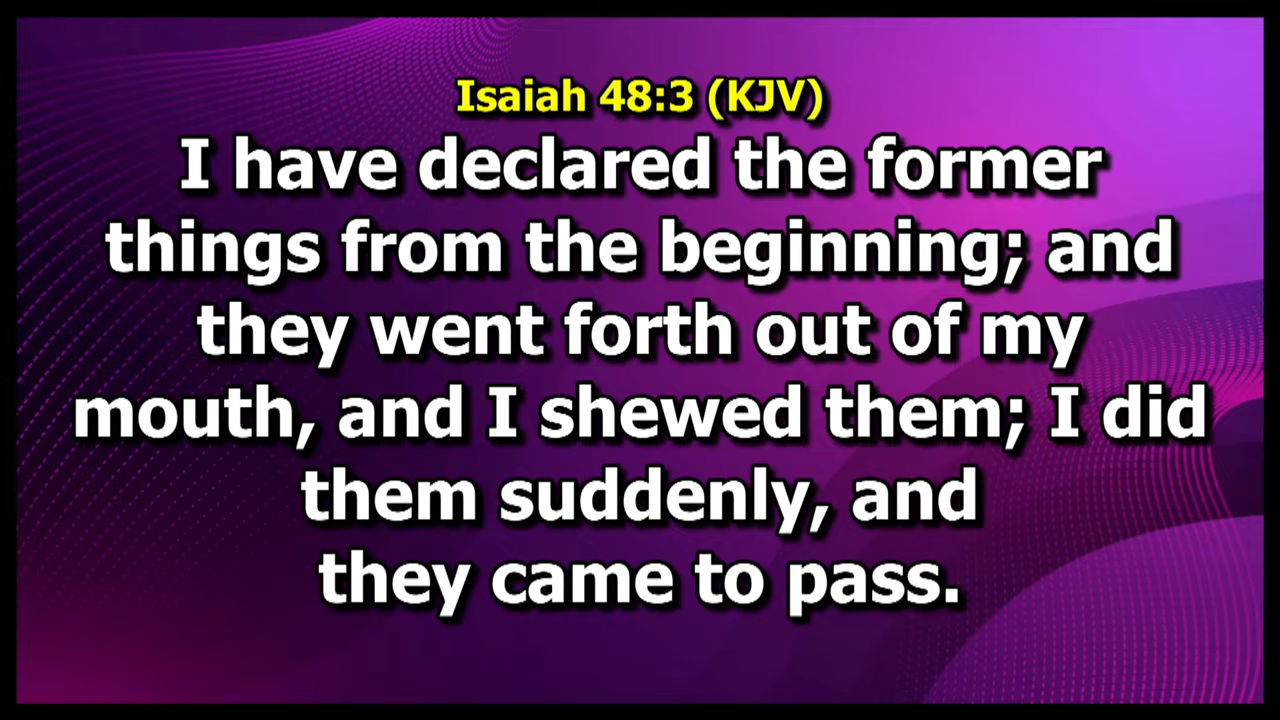 Isaiah 48:3 (KJV)
I have declared the former
things from the beginning; and
they went forth out of my
mouth, and I shewed them; I did
them suddenly, and
they came to pass.